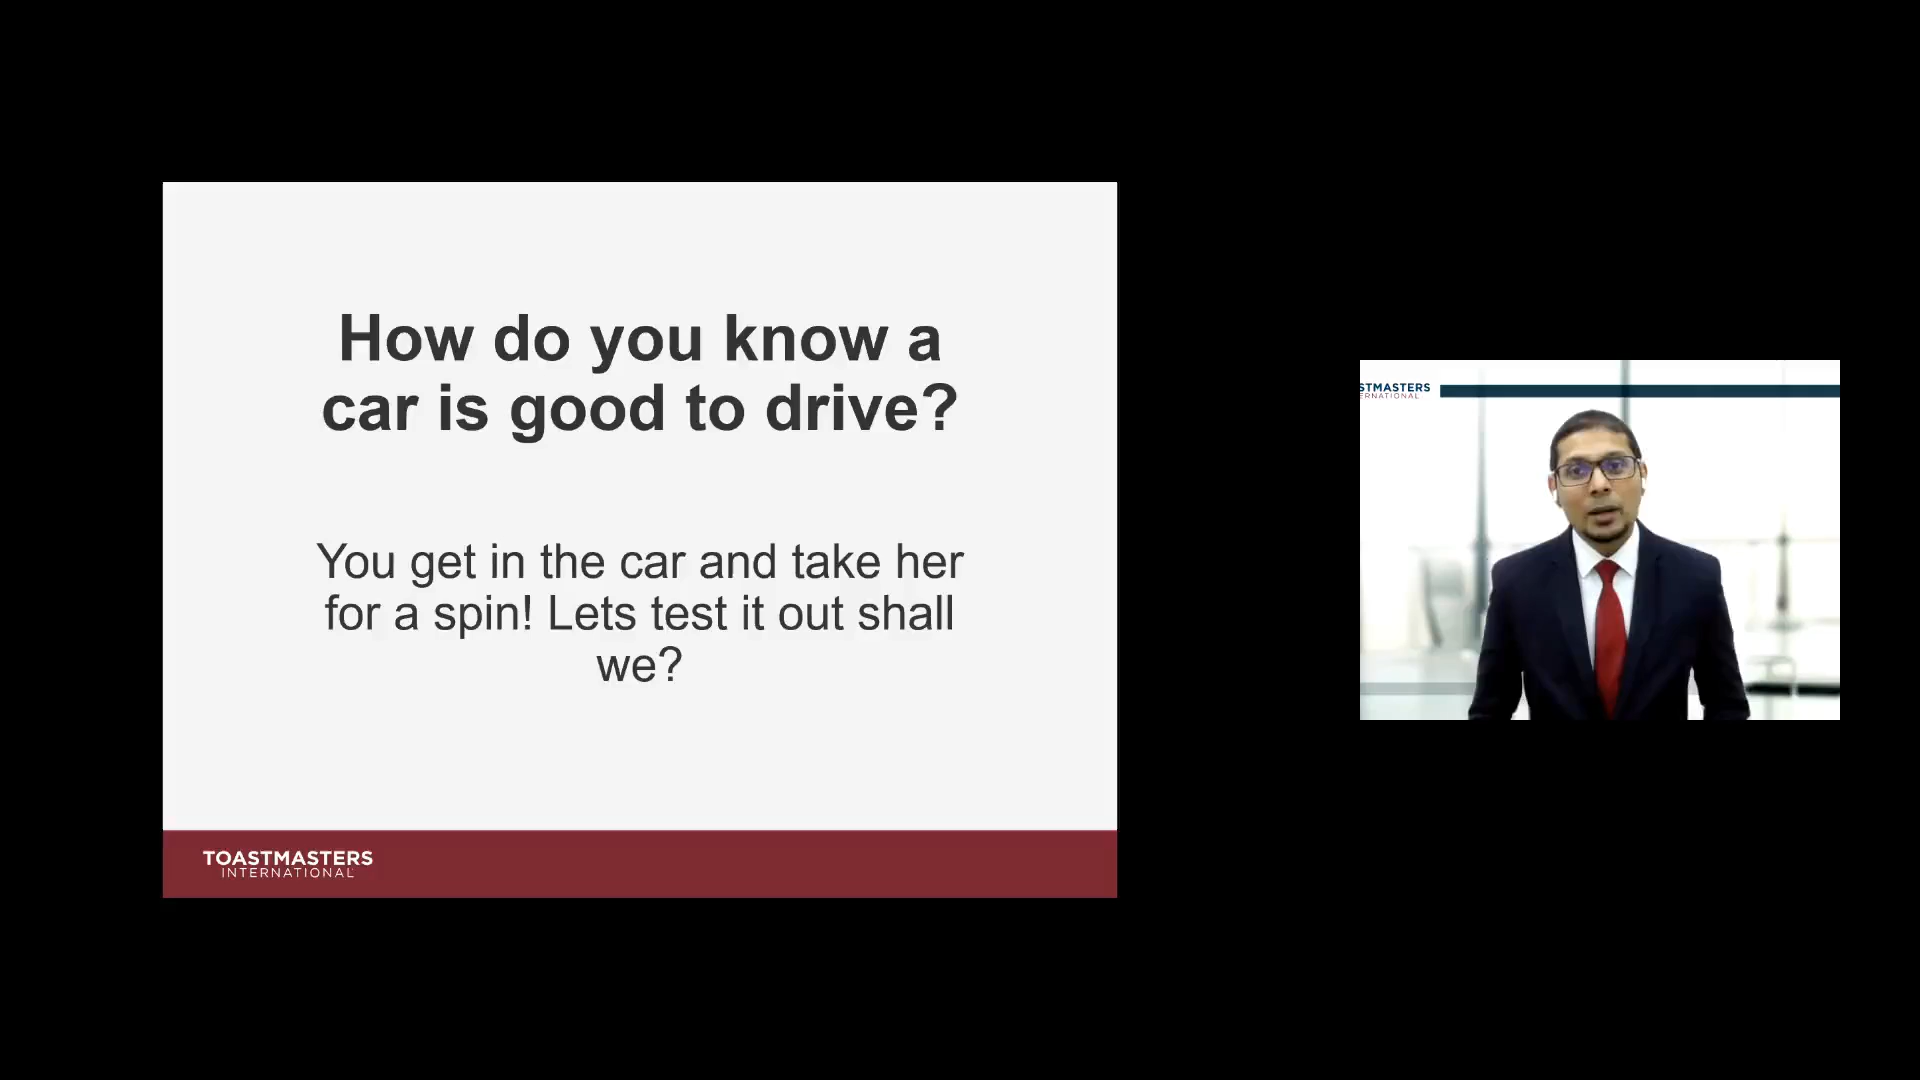 How do you know a
car is good to drive?
You get in the car and take her
for a spin! Lets test it out shall
we?
TOASTMASTERS
INTERNATIONAL
STMASTERS
ERNATIONAL